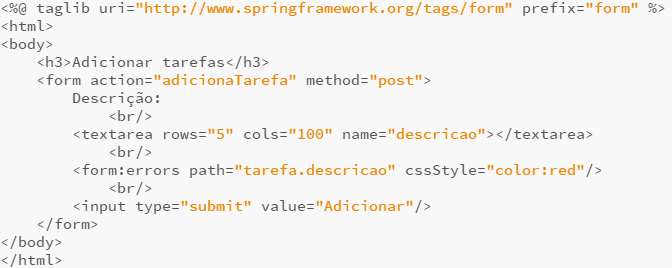 <%@ taglib uri="http://www.springframework.org/tags/form" prefix="form" %>
<html>
<body>
    <h3>Adicionar tarefas</h3>
    <form action="adicionaTarefa" method="post">
        Descrição:
            <br/>
        <textarea rows="5" cols="100" name="descricao"></textarea>
            <br/>
        <form:errors path="tarefa.descricao" cssStyle="color:red"/>
            <br/>
        <input type="submit" value="Adicionar"/>
    </form>
</body>
</html>